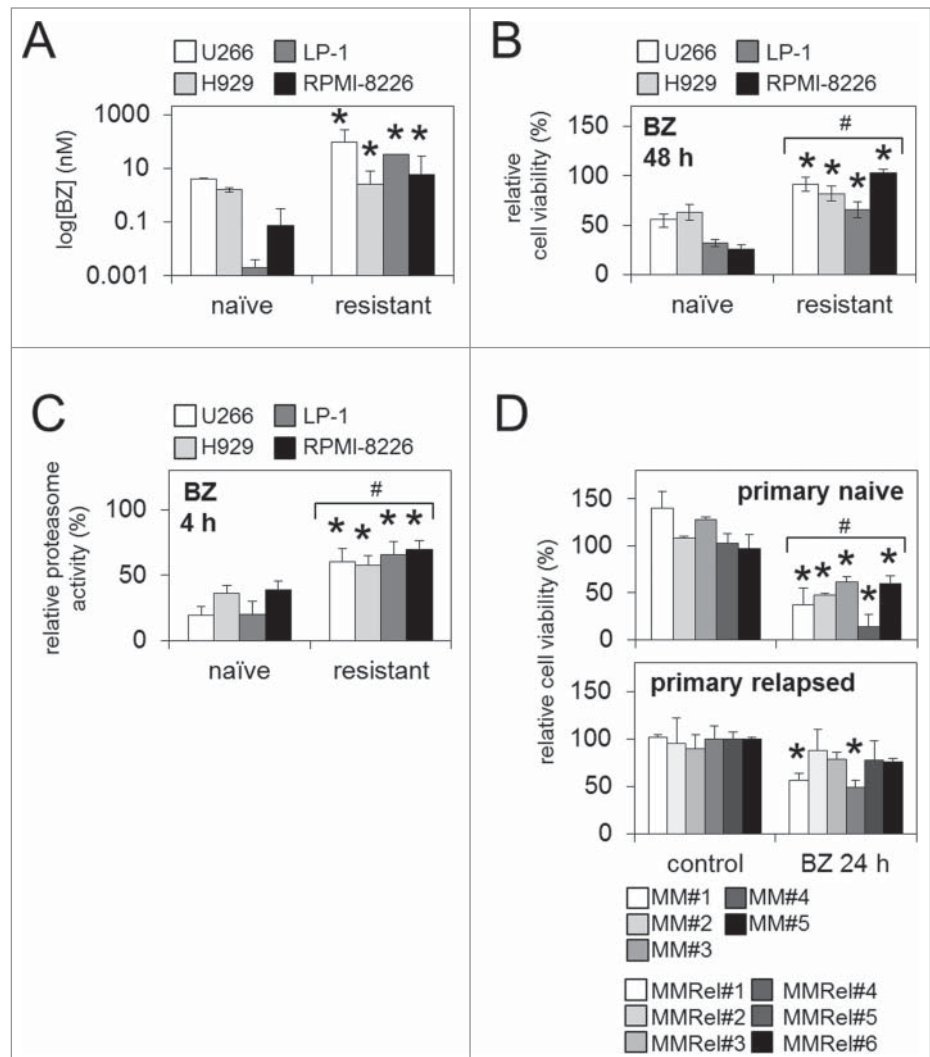 A
U266 LP-1
H929 RPMI-8226
log[BZ] (nM)
1000
10
0.1
0.001
* * * *
naïve resistant
B
U266 LP-1
H929 RPMI-8226
relative
cell viability (%)
150
100
50
0
BZ
48 h
#
* * * *
naïve resistant
C
U266 LP-1
H929 RPMI-8226
relative proteasome
activity (%)
100
50
0
BZ
4 h
#
* * * *
naïve resistant
D
relative cell viability (%)
150
100
50
0
primary naive
#
* * * * *
150
100
50
0
primary relapsed
* *
control BZ 24 h
MM#1 MM#4
MM#2 MM#5
MM#3
MMRel#1 MMRel#4
MMRel#2 MMRel#5
MMRel#3 MMRel#6